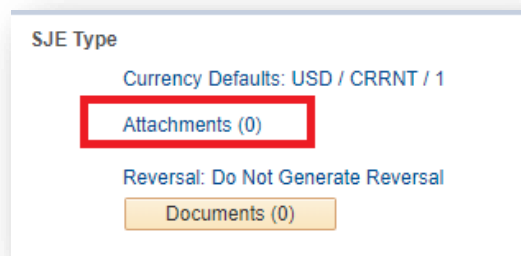 SJE Type
Currency Defaults: USD / CRRNT / 1
Attachments (0)
Reversal: Do Not Generate Reversal
Documents (0)